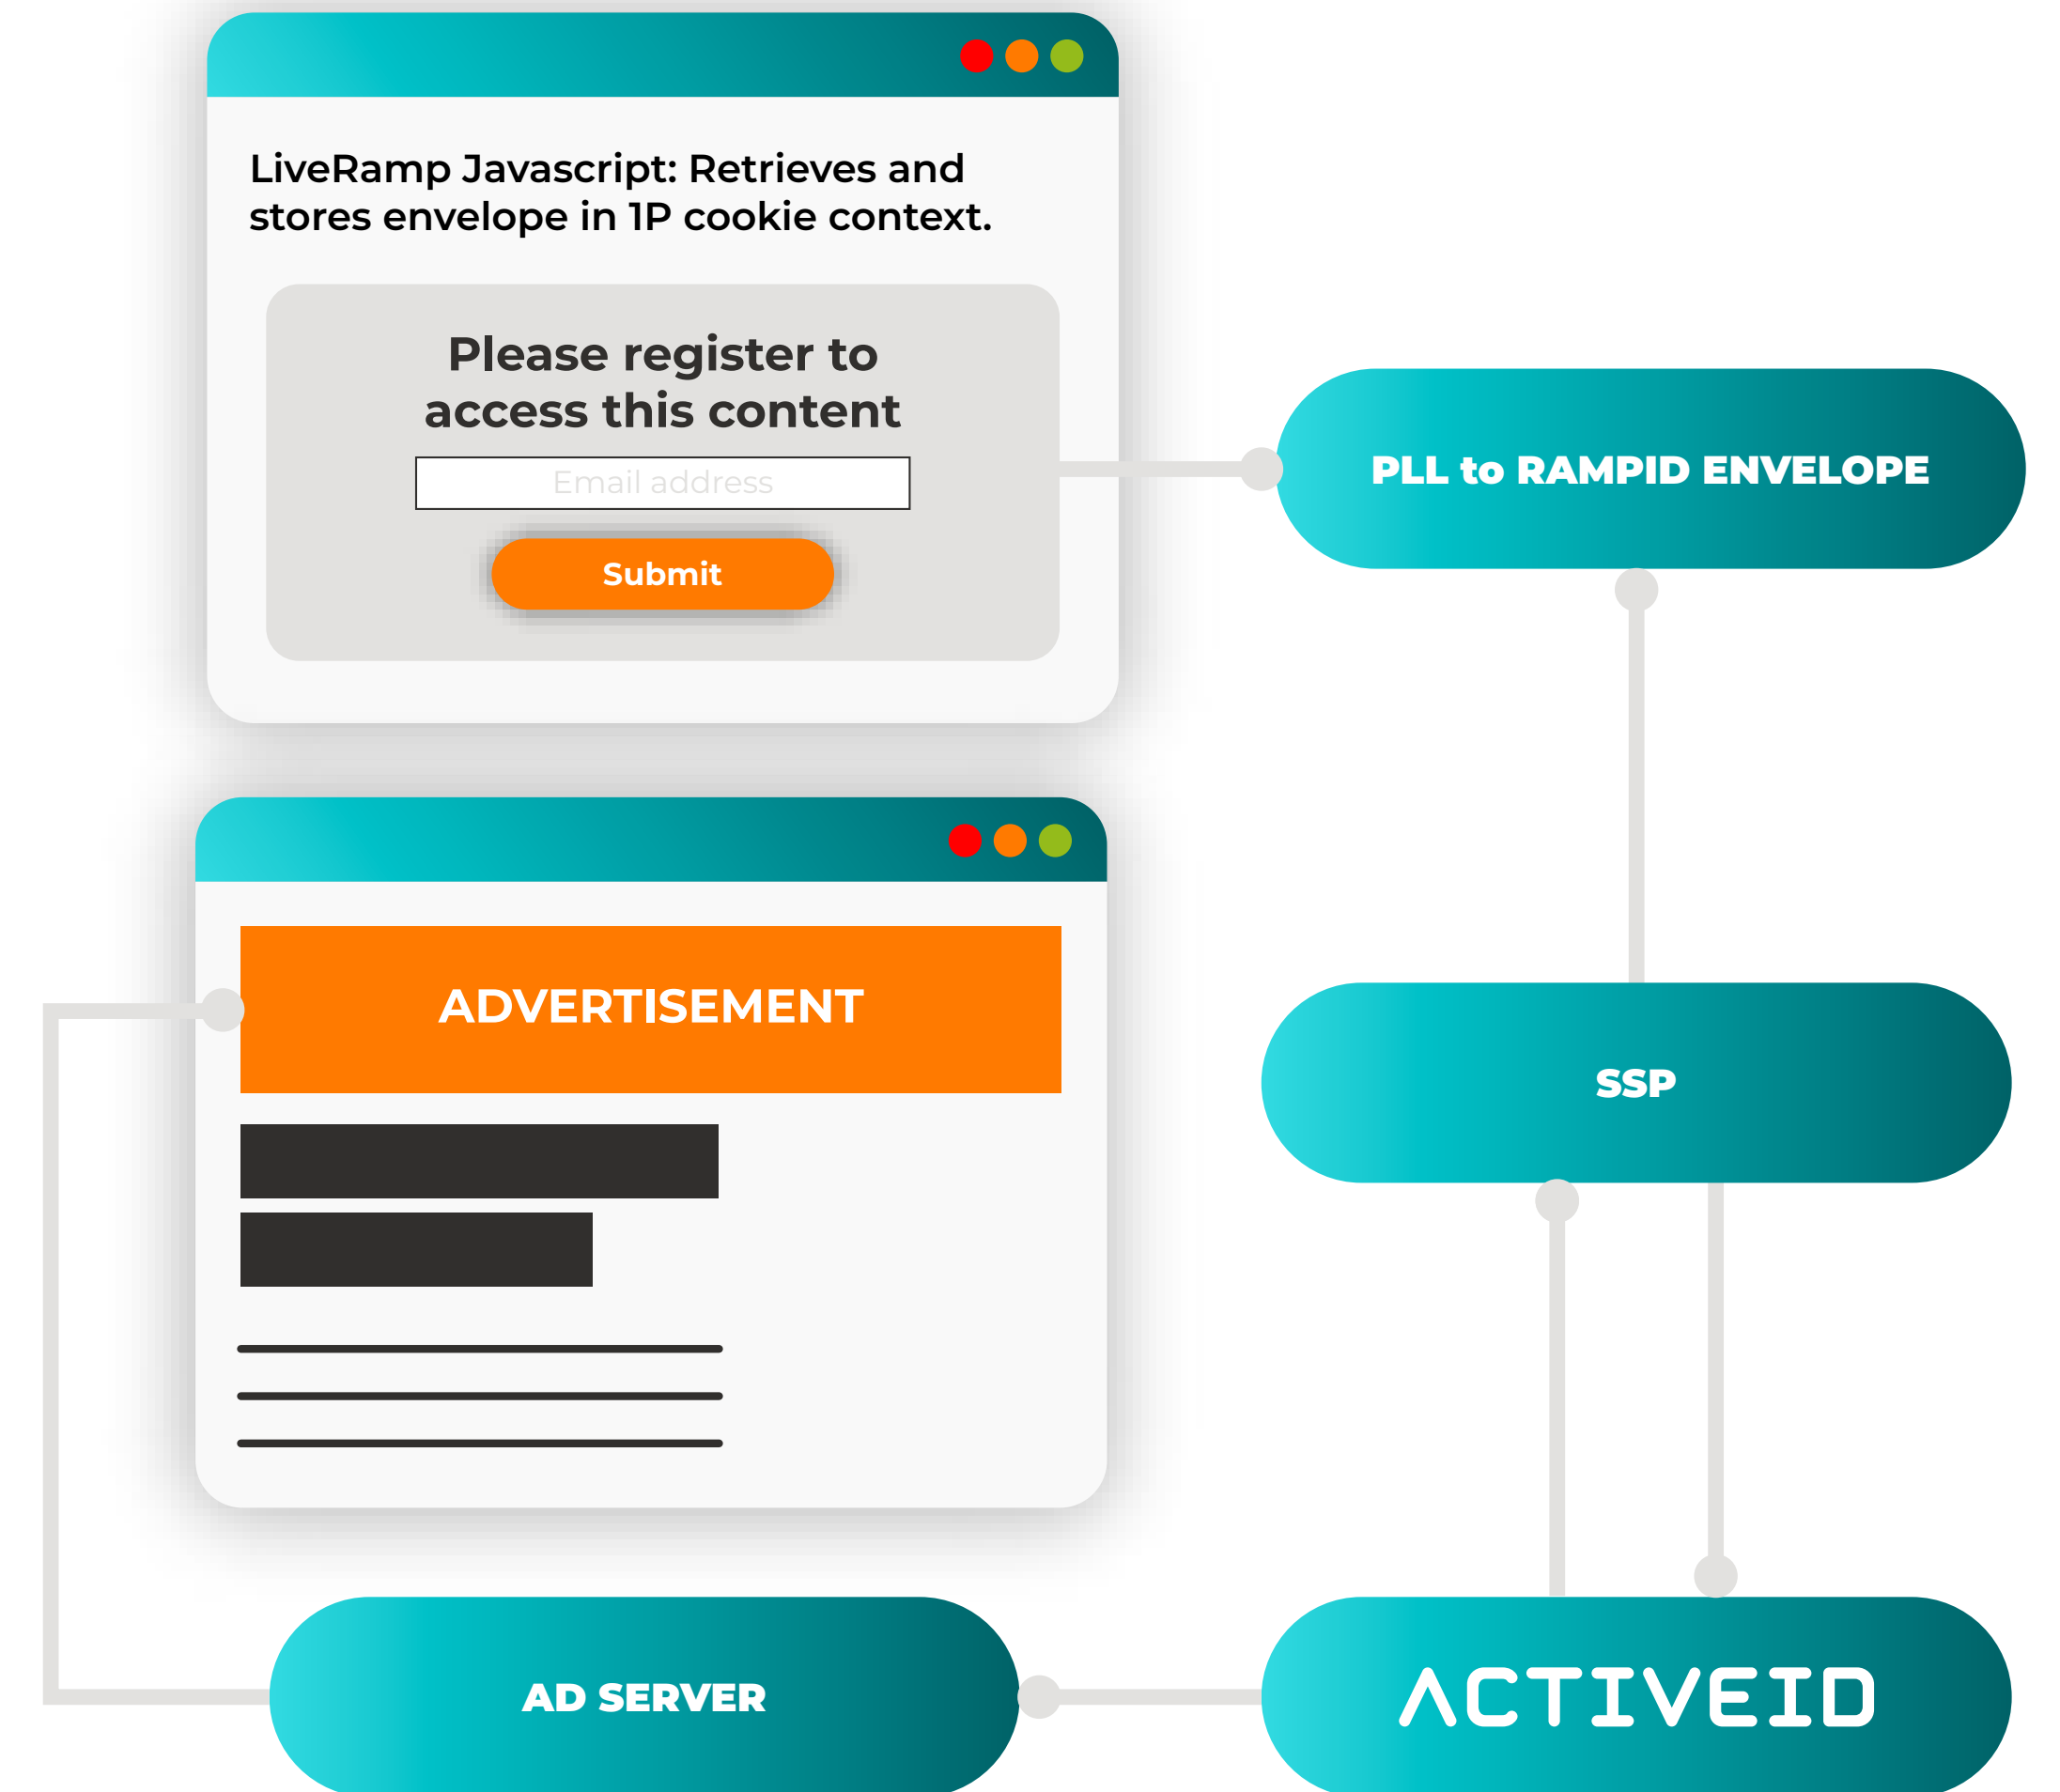 LiveRamp Javascript: Retrieves and
stores envelope in 1P cookie context.
Please register to
access this content
Email address
Submit
PLL to RAMPID ENVELOPE
ADVERTISEMENT
SSP
AD SERVER
ACTIVEID